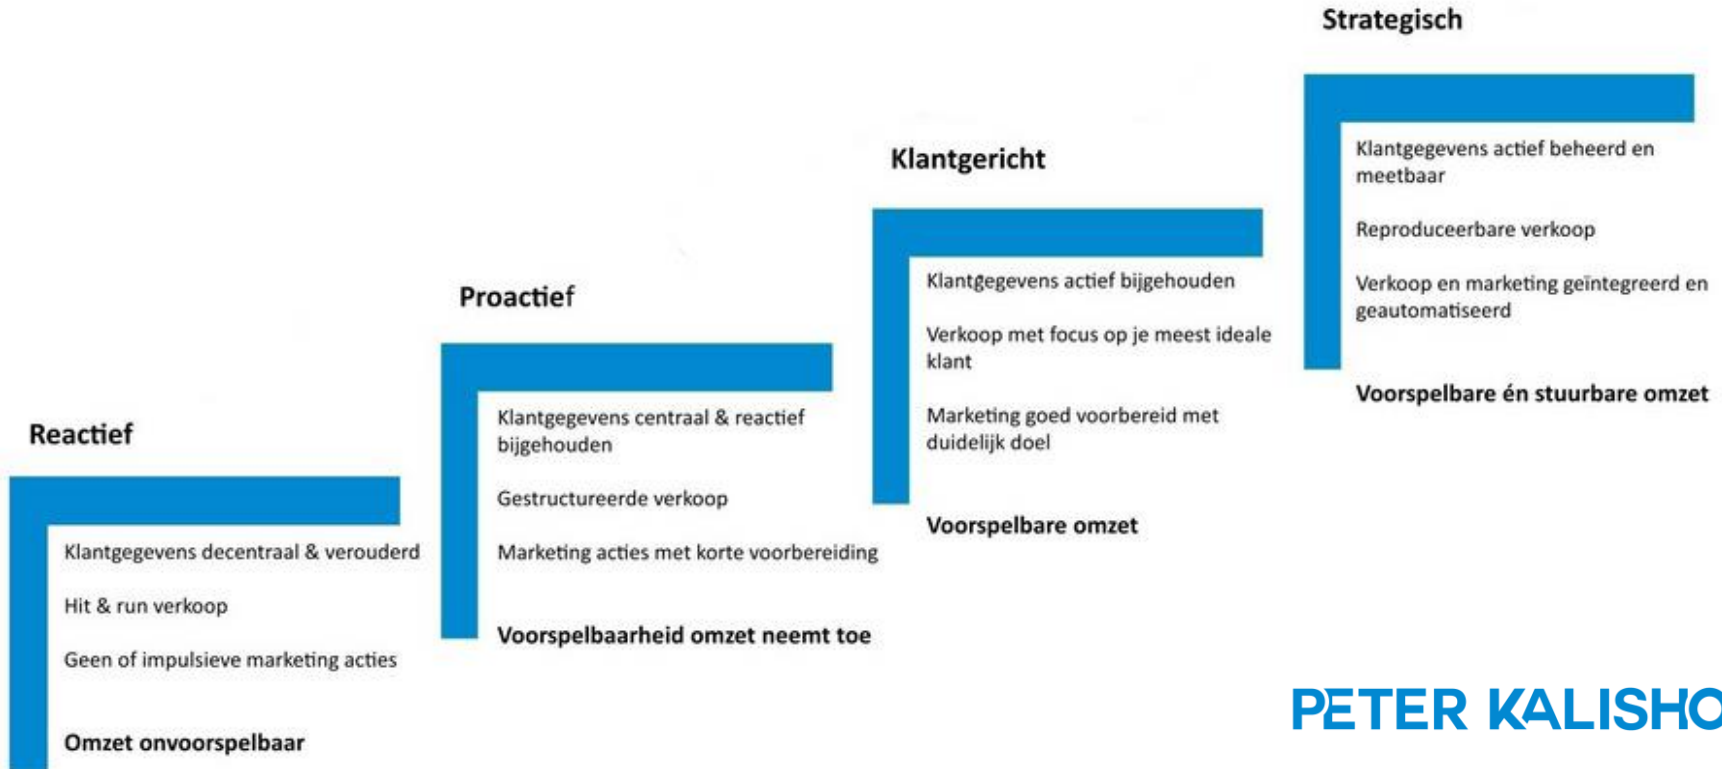 Reactief
Klantgegevens decentraal & verouderd
Hit & run verkoop
Geen of impulsieve marketing acties
Omzet onvoorspelbaar
Proactief
Klantgegevens centraal & reactief
bijgehouden
Gestructureerde verkoop
Marketing acties met korte voorbereiding
Voorspelbaarheid omzet neemt toe
Klantgericht
Klantgegevens actief bijgehouden
Verkoop met focus op je meest ideale
klant
Marketing goed voorbereid met
duidelijk doel
Voorspelbare omzet
Strategisch
Klantgegevens actief beheerd en
meetbaar
Reproduceerbare verkoop
Verkoop en marketing geïntegreerd en
geautomatiseerd
Voorspelbare én stuurbare omzet
PETER KALISHO